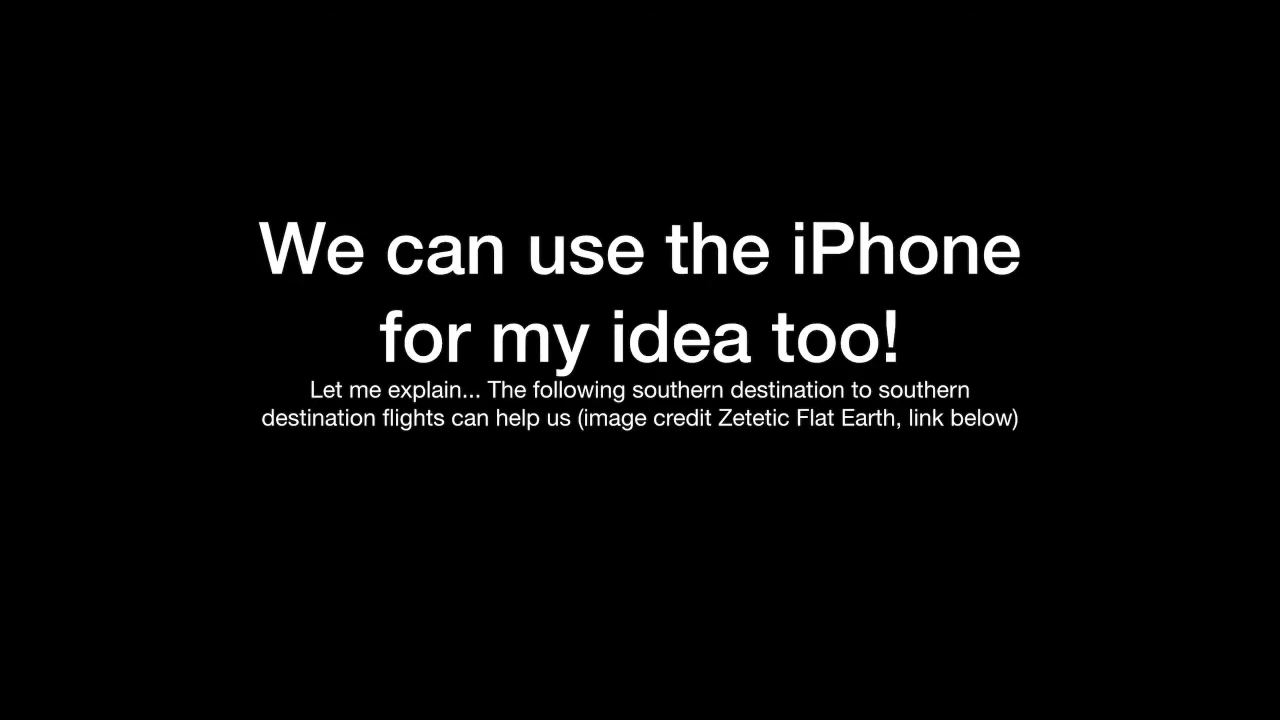 We can use the iPhone
for my idea too!
Let me explain... The following southern destination to southern
destination flights can help us (image credit Zetetic Flat Earth, link below)